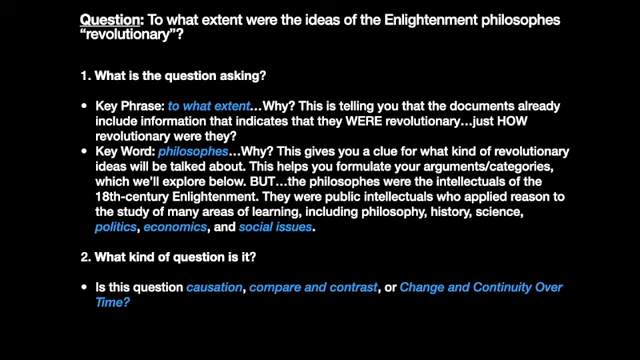 Question: To what extent were the ideas of the Enlightenment philosophes
“revolutionary”?
1. What is the question asking?
• Key Phrase: to what extent…Why? This is telling you that the documents already
include information that indicates that they WERE revolutionary…just HOW
revolutionary were they?
• Key Word: philosophes…Why? This gives you a clue for what kind of revolutionary
ideas will be talked about. This helps you formulate your arguments/categories,
which we’ll explore below. BUT…the philosophes were the intellectuals of the
18th-century Enlightenment. They were public intellectuals who applied reason to
the study of many areas of learning, including philosophy, history, science,
politics, economics, and social issues.
2. What kind of question is it?
• Is this question causation, compare and contrast, or Change and Continuity Over
Time?